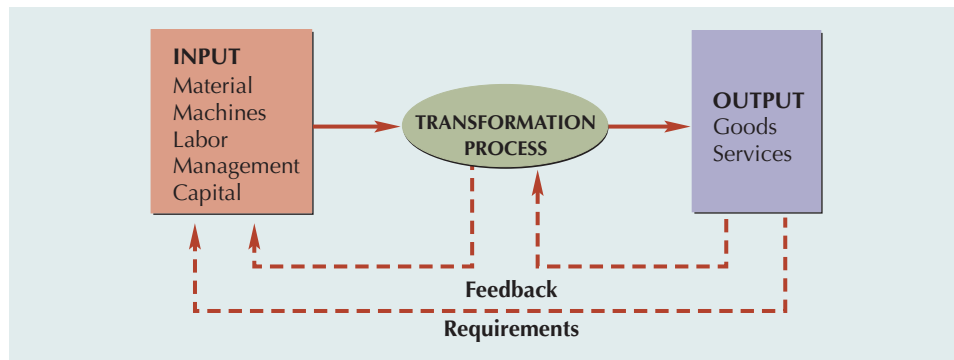 INPUT
Material
Machines
Labor
Management
Capital
TRANSFORMATION
PROCESS
OUTPUT
Goods
Services
Feedback
Requirements